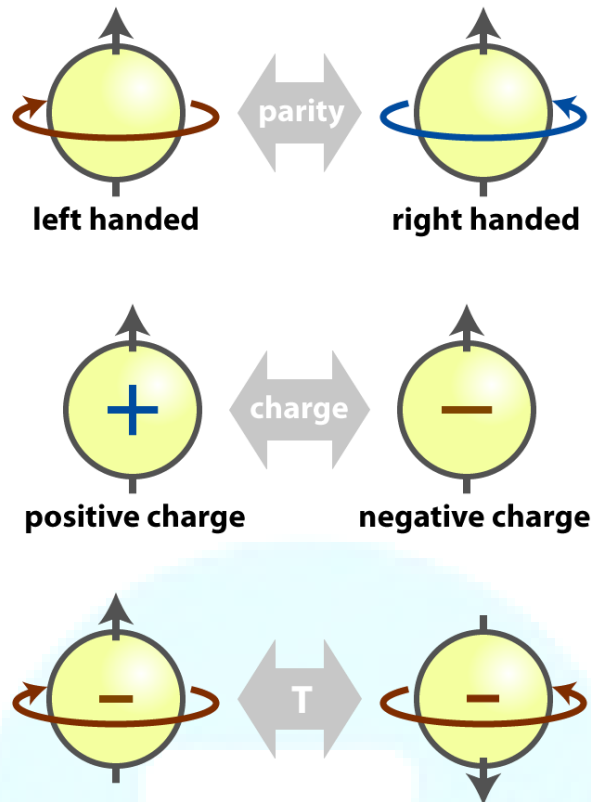 parity
left handed
right handed
+
charge
−
positive charge
negative charge
−
T
−